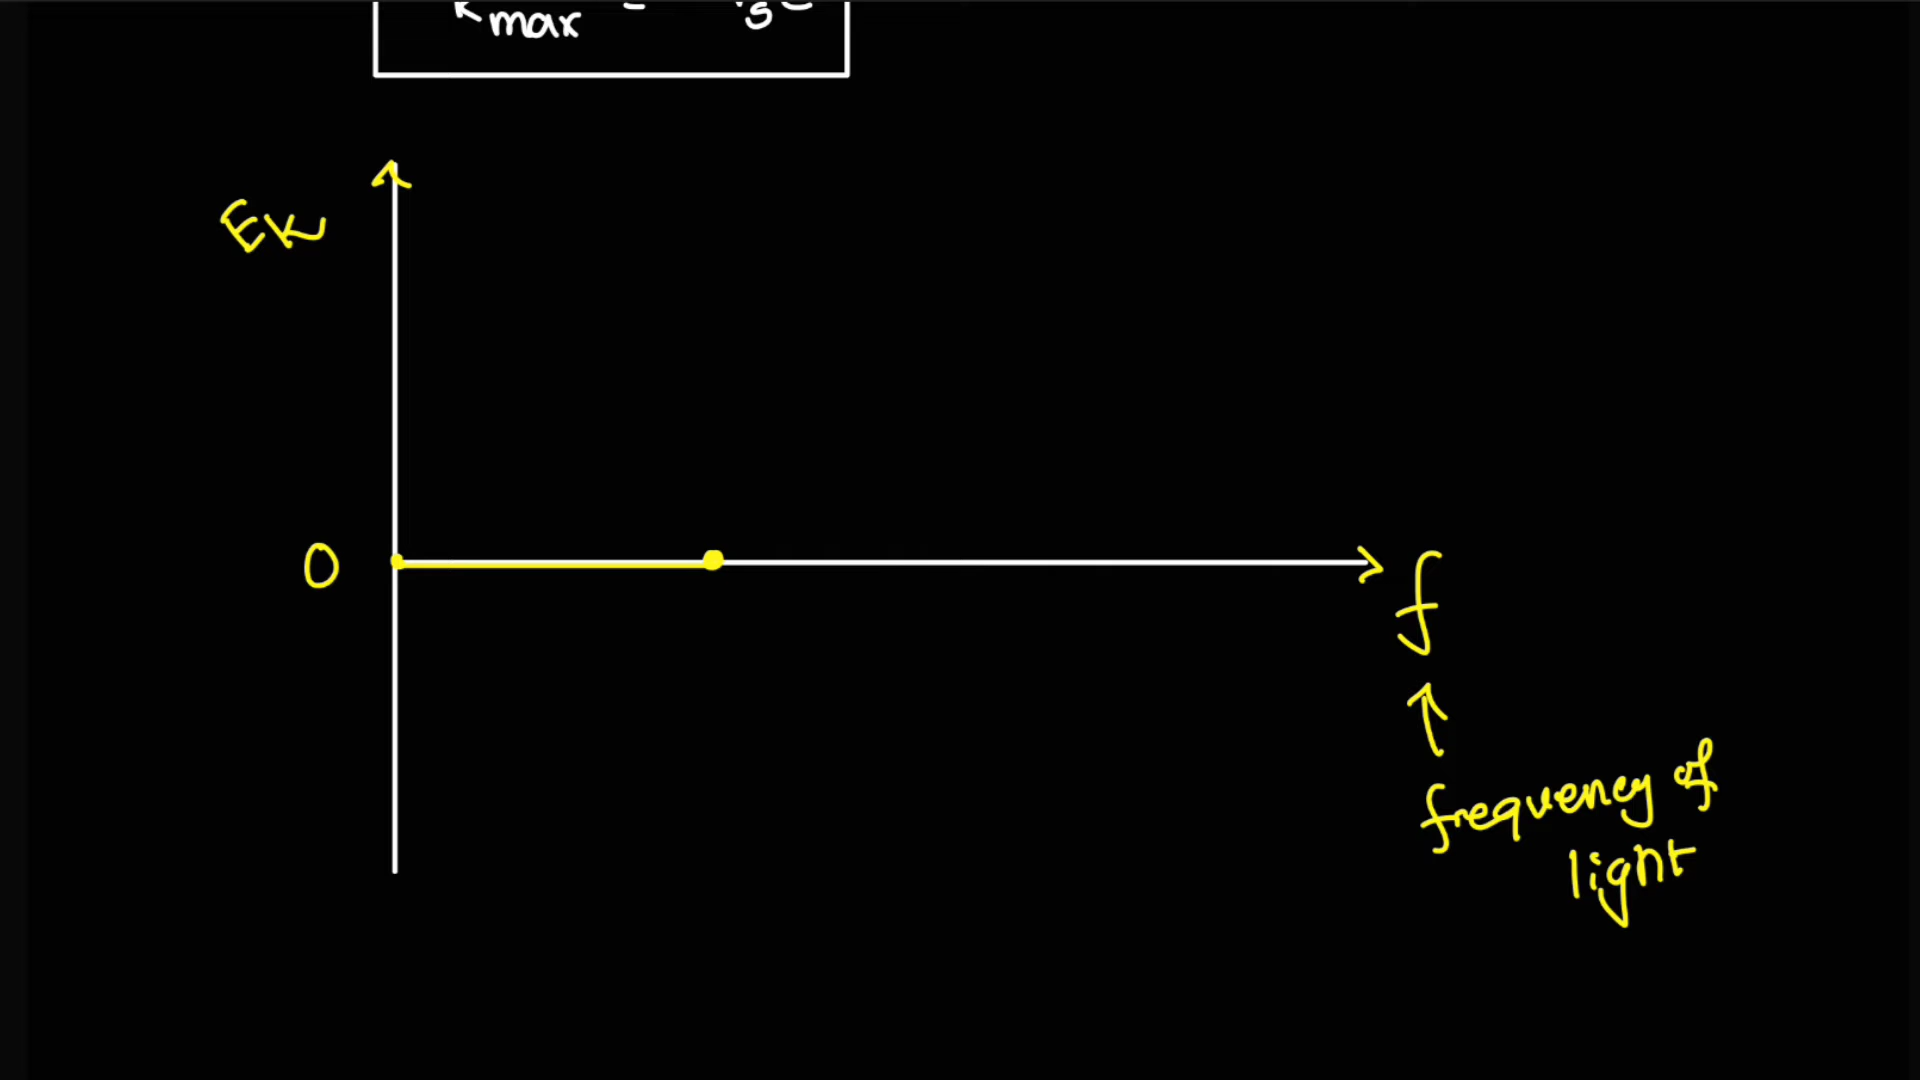 max =
EK
0
f
frequency of
light